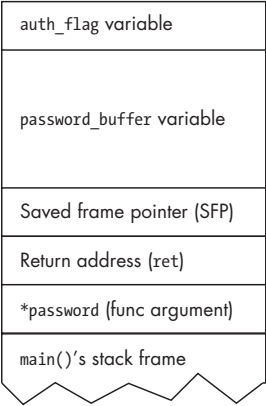 auth_flag variable
password_buffer variable
Saved frame pointer (SFP)
Return address (ret)
*password (func argument)
main()'s stack frame